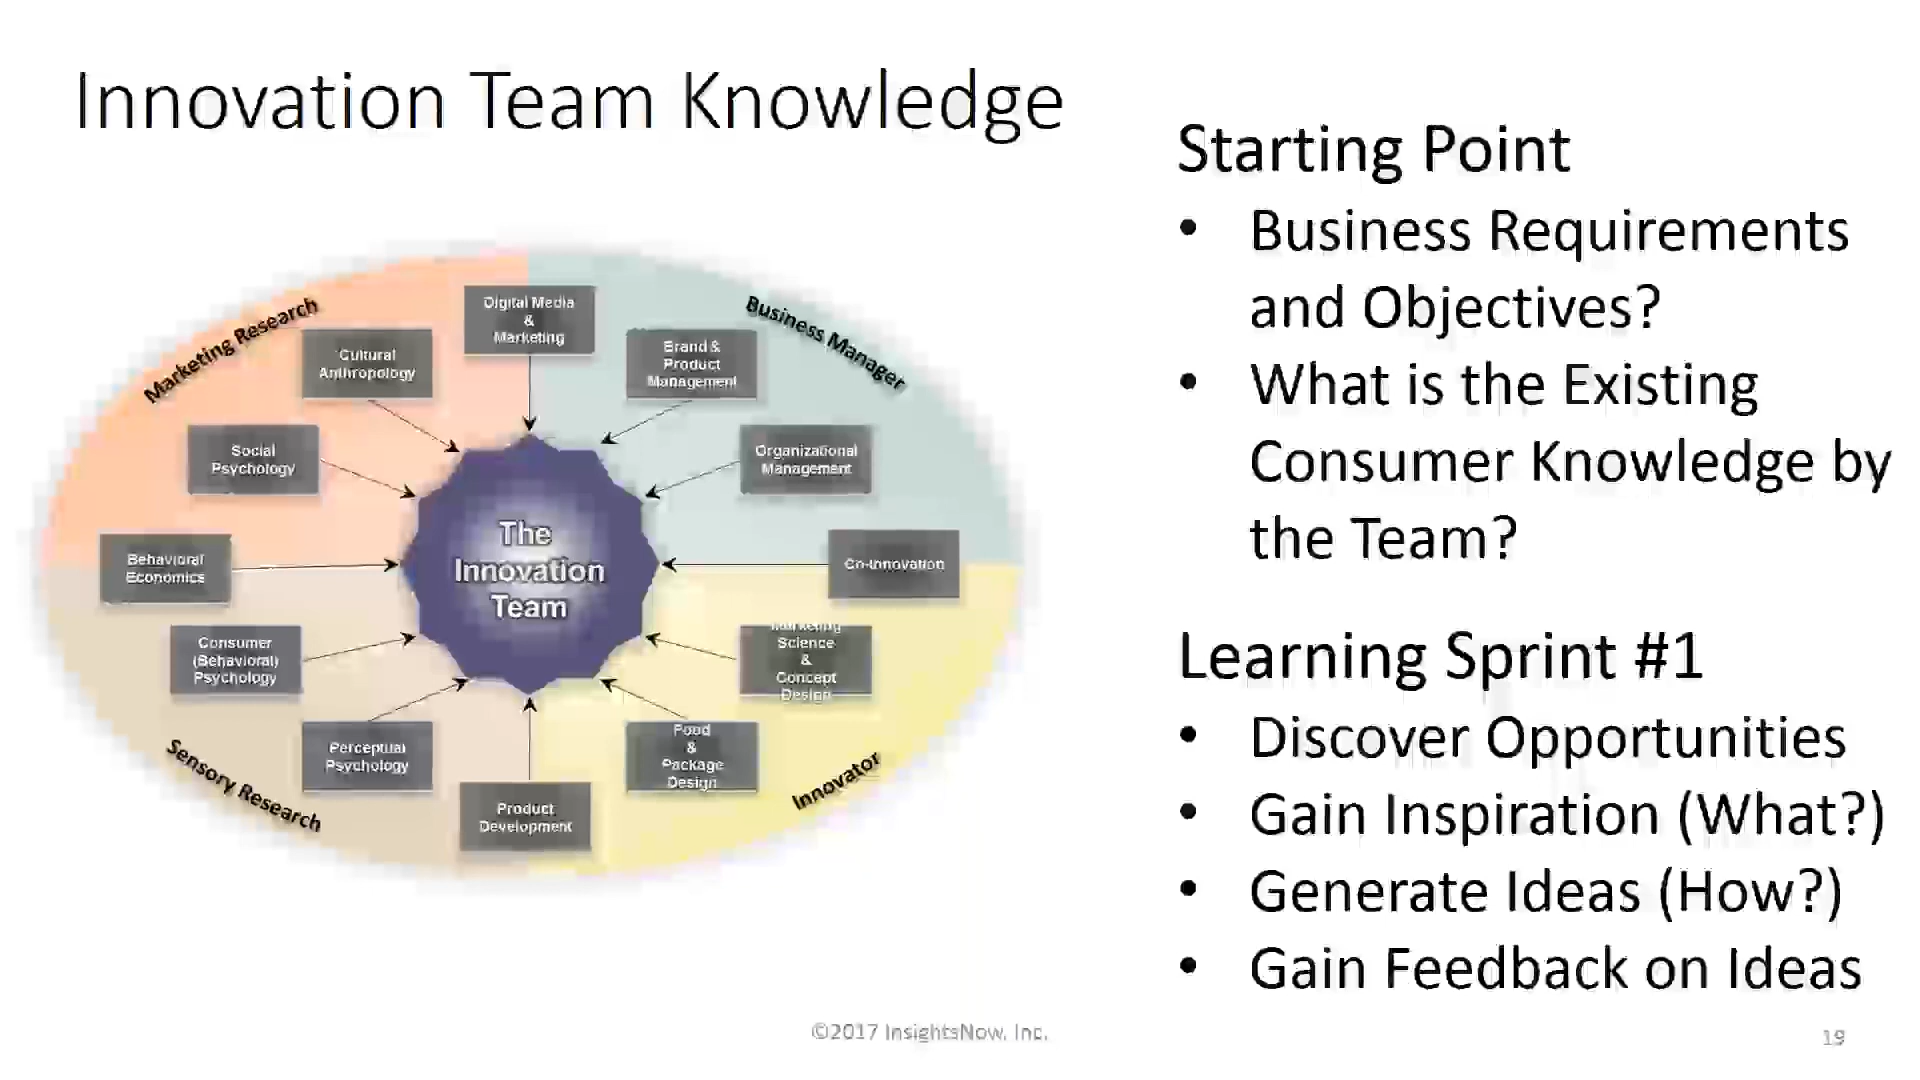 Innovation Team Knowledge
Marketing Research
Business Manager
Sensory Research
Innovator
Digital Media
&
Marketing
Brand &
Product
Management
Organizational
Management
Co-Innovation
Marketing
Science
&
Concept
Design
Food
&
Package
Design
Product
Development
Perceptual
Psychology
Consumer
(Behavioral)
Psychology
Behavioral
Economics
Social
Psychology
Cultural
Anthropology
The
Innovation
Team
Starting Point
• Business Requirements
and Objectives?
• What is the Existing
Consumer Knowledge by
the Team?
Learning Sprint #1
• Discover Opportunities
• Gain Inspiration (What?)
• Generate Ideas (How?)
• Gain Feedback on Ideas
©2017 InsightsNow, Inc.
19